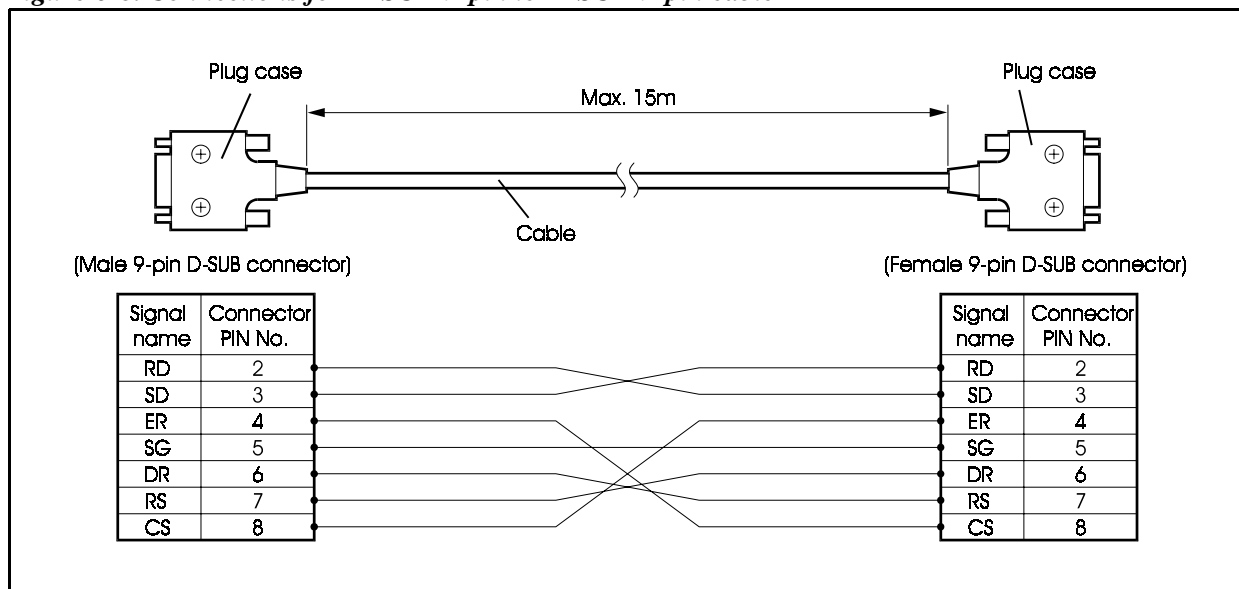 Plug case
Plug case
Max. 15m
Cable
(Male 9-pin D-SUB connector)
(Female 9-pin D-SUB connector)
Signal name Connector PIN No.
RD 2
SD 3
ER 4
SG 5
DR 6
RS 7
CS 8
Signal name Connector PIN No.
RD 2
SD 3
ER 4
SG 5
DR 6
RS 7
CS 8